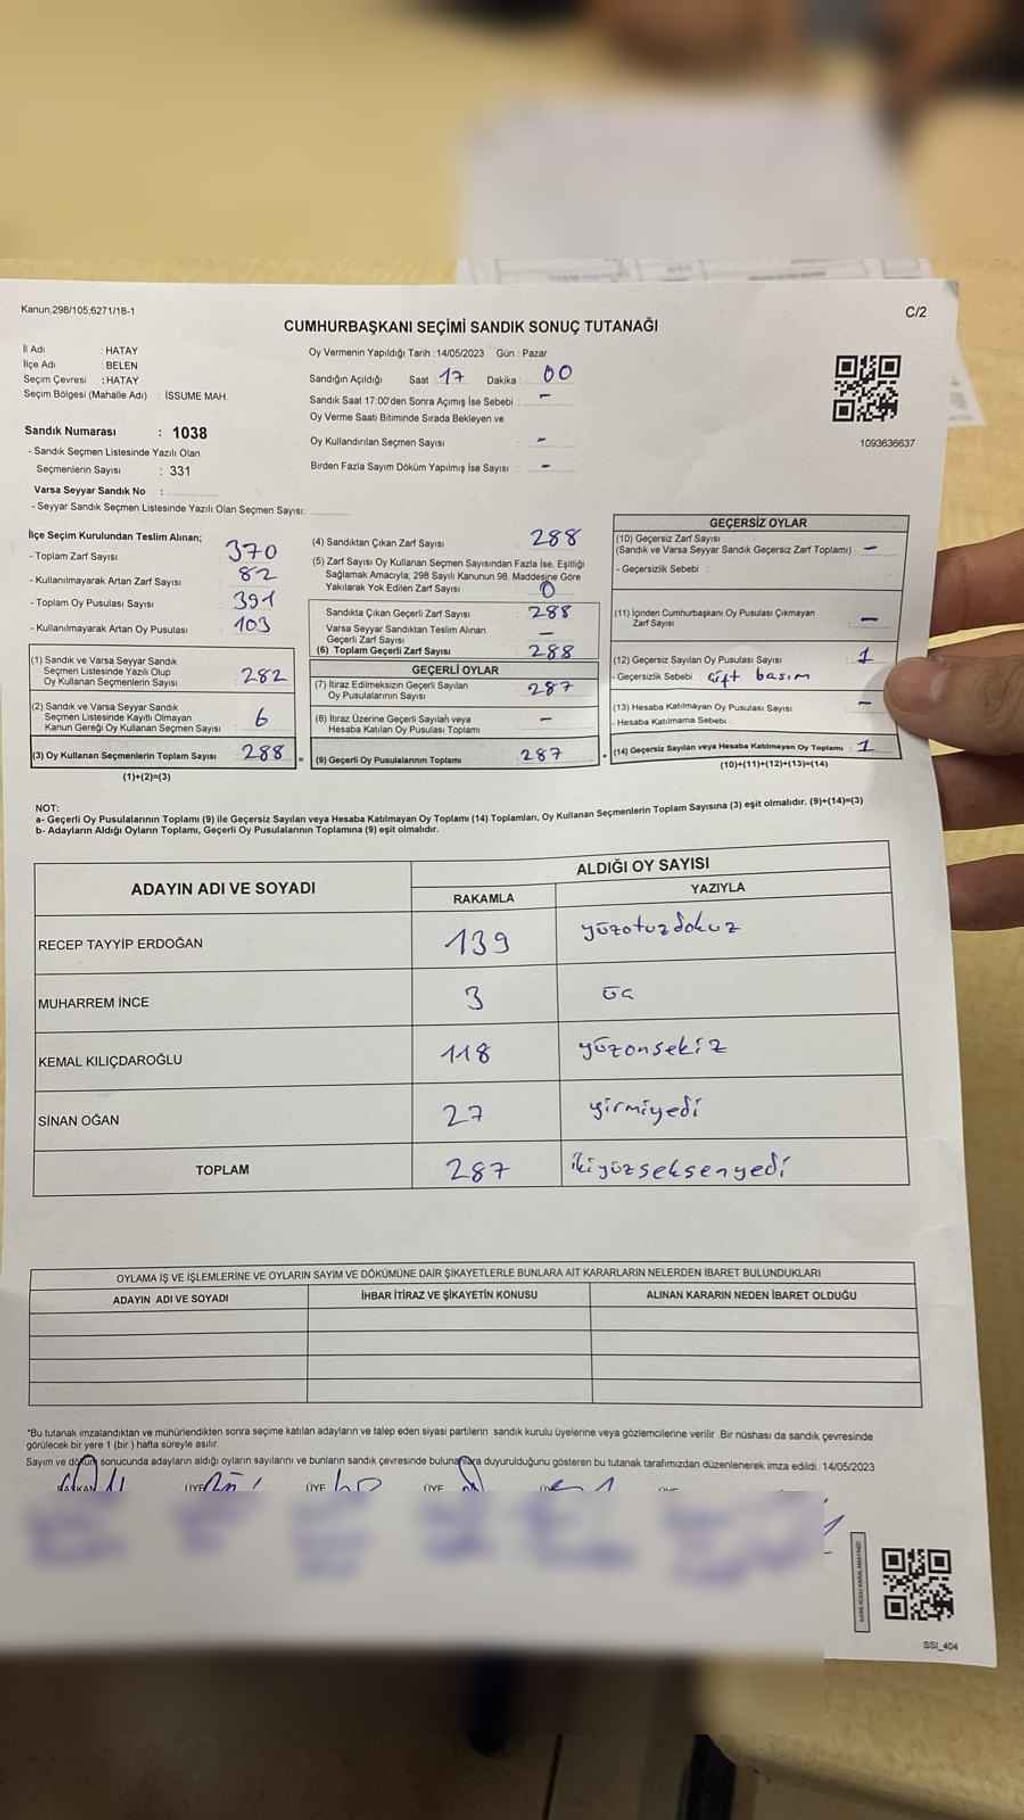 Kanun,298/105;6271/18-1
C/2
CUMHURBAŞKANI SEÇİMİ SANDIK SONUÇ TUTANAĞI
İl Adı : HATAY
İlçe Adı : BELEN
Seçim Çevresi : HATAY
Seçim Bölgesi (Mahalle Adı) : ISSUME MAH.
Sandık Numarası : 1038
- Sandık Seçmen Listesinde Yazılı Olan
Seçmenlerin Sayısı : 331
Varsa Seyyar Sandık No :
- Seyyar Sandık Seçmen Listesinde Yazılı Olan Seçmen Sayısı:
Oy Vermenin Yapıldığı Tarih :14/05/2023 Gün : Pazar
Sandığın Açıldığı Saat 17 Dakika 00
Sandık Saat 17:00'den Sonra Açımış İse Sebebi : -
Oy Verme Saati Bitiminde Sırada Bekleyen ve
Oy Kullandırılan Seçmen Sayısı : -
Birden Fazla Sayım Döküm Yapılmış İse Sayısı : -
1093636637
İlçe Seçim Kurulundan Teslim Alınan;
- Toplam Zarf Sayısı 370
- Kullanılmayarak Artan Zarf Sayısı 82
- Toplam Oy Pusulası Sayısı 391
- Kullanılmayarak Artan Oy Pusulası 103
(1) Sandık ve Varsa Seyyar Sandık
Seçmen Listesinde Yazılı Olup
Oy Kullanan Seçmenlerin Sayısı 282
(2) Sandık ve Varsa Seyyar Sandık
Seçmen Listesinde Kayıtlı Olmayan
Kanun Gereği Oy Kullanan Seçmen Sayısı 6
(3) Oy Kullanan Seçmenlerin Toplam Sayısı 288
(1)+(2)=(3)
(4) Sandıktan Çıkan Zarf Sayısı 288
(5) Zarf Sayısı Oy Kullanan Seçmen Sayısından Fazla İse, Eşitliği
Sağlamak Amacıyla; 298 Sayılı Kanunun 98. Maddesine Göre
Yakılarak Yok Edilen Zarf Sayısı 0
Sandıkta Çıkan Geçerli Zarf Sayısı 288
Varsa Seyyar Sandıktan Teslim Alınan
Geçerli Zarf Sayısı -
(6) Toplam Geçerli Zarf Sayısı 288
GEÇERLİ OYLAR
(7) İtiraz Edilmeksizin Geçerli Sayılan
Oy Pusulalarının Sayısı 287
(8) İtiraz Üzerine Geçerli Sayılan veya
Hesaba Katılan Oy Pusulası Toplamı -
(9) Geçerli Oy Pusulalarının Toplamı 287
GEÇERSİZ OYLAR
(10) Geçersiz Zarf Sayısı
(Sandık ve Varsa Seyyar Sandık Geçersiz Zarf Toplamı) -
- Geçersizlik Sebebi :
(11) İçinden Cumhurbaşkanı Oy Pusulası Çıkmayan
Zarf Sayısı -
(12) Geçersiz Sayılan Oy Pusulası Sayısı 1
- Geçersizlik Sebebi : Çift basım
(13) Hesaba Katılmayan Oy Pusulası Sayısı -
- Hesaba Katılmama Sebebi :
(14) Geçersiz Sayılan veya Hesaba Katılmayan Oy Toplamı 1
(10)+(11)+(12)+(13)=(14)
NOT:
a- Geçerli Oy Pusulalarının Toplamı (9) ile Geçersiz Sayılan veya Hesaba Katılmayan Oy Toplamı (14) Toplamları, Oy Kullanan Seçmenlerin Toplam Sayısına (3) eşit olmalıdır. (9)+(14)=(3)
b- Adayların Aldığı Oyların Toplamı, Geçerli Oy Pusulalarının Toplamına (9) eşit olmalıdır.
ADAYIN ADI VE SOYADI
ALDIĞI OY SAYISI
RAKAMLA YAZIYLA
RECEP TAYYİP ERDOĞAN 139 yüzotuzdokuz
MUHARREM İNCE 3 üç
KEMAL KILIÇDAROĞLU 118 yüzonsekiz
SİNAN OĞAN 27 yirmiyedi
TOPLAM 287 ikiyüzseksenyedi
OYLAMA İŞ VE İŞLEMLERİNE VE OYLARIN SAYIM VE DÖKÜMÜNE DAİR ŞİKAYETLERLE BUNLARA AİT KARARLARIN NELERDEN İBARET BULUNDUKLARI
ADAYIN ADI VE SOYADI İHBAR İTİRAZ VE ŞİKAYETİN KONUSU ALINAN KARARIN NEDEN İBARET OLDUĞU
*Bu tutanak imzalandıktan ve mühürlendikten sonra seçime katılan adayların ve talep eden siyasi partilerin sandık kurulu üyelerine veya gözlemcilerine verilir. Bir nüshası da sandık çevresinde
görülecek bir yere 1 (bir ) hafta süreyle asılır.
Sayım ve döküm sonucunda adayların aldığı oyların sayılarını ve bunların sandık çevresinde bulunanlara duyurulduğunu gösteren bu tutanak tarafımızdan düzenlenerek imza edildi. 14/05/2023
BAŞKAN ÜYE ÜYE ÜYE
SSI_404